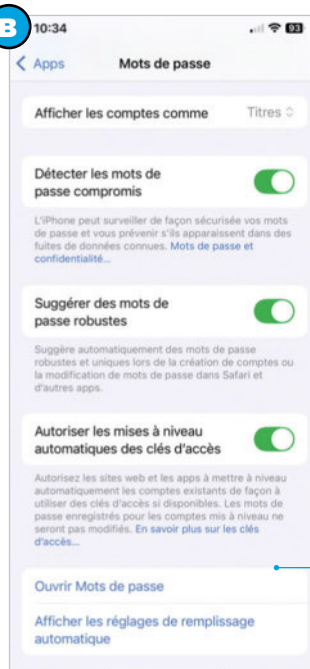 B
10:34
93
Apps
Mots de passe
Afficher les comptes comme
Titres
Détecter les mots de
passe compromis
L'iPhone peut surveiller de façon sécurisée vos mots
de passe et vous prévenir s'ils apparaissent dans des
fuites de données connues. Mots de passe et
confidentialité...
Suggérer des mots de
passe robustes
Suggère automatiquement des mots de passe
robustes et uniques lors de la création de comptes ou
la modification de mots de passe dans Safari et
d'autres apps.
Autoriser les mises à niveau
automatiques des clés d'accès
Autorisez les sites web et les apps à mettre à niveau
automatiquement les comptes existants de façon à
utiliser des clés d'accès si disponibles. Les mots de
passe enregistrés pour les comptes mis à niveau ne
seront pas modifiés. En savoir plus sur les clés
d'accès...
Ouvrir Mots de passe
Afficher les réglages de remplissage
automatique